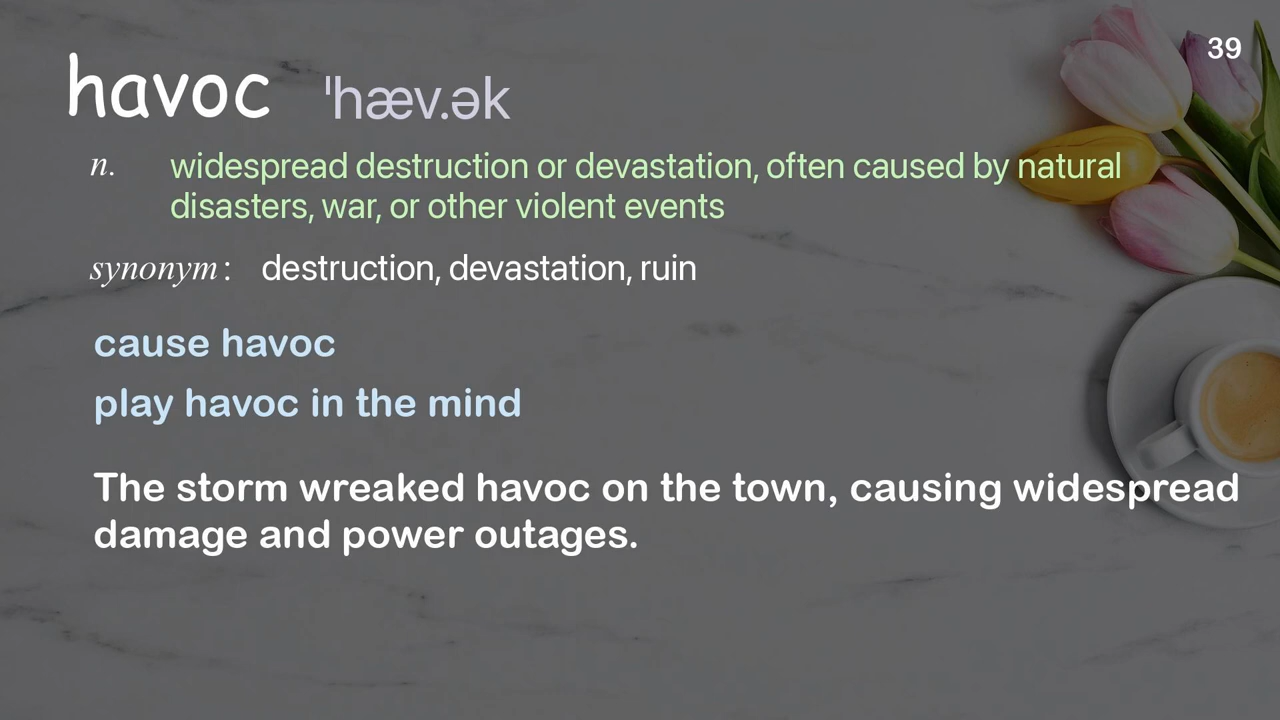 39
havoc ˈhæv.ək
n. widespread destruction or devastation, often caused by natural
disasters, war, or other violent events
synonym: destruction, devastation, ruin
cause havoc
play havoc in the mind
The storm wreaked havoc on the town, causing widespread
damage and power outages.